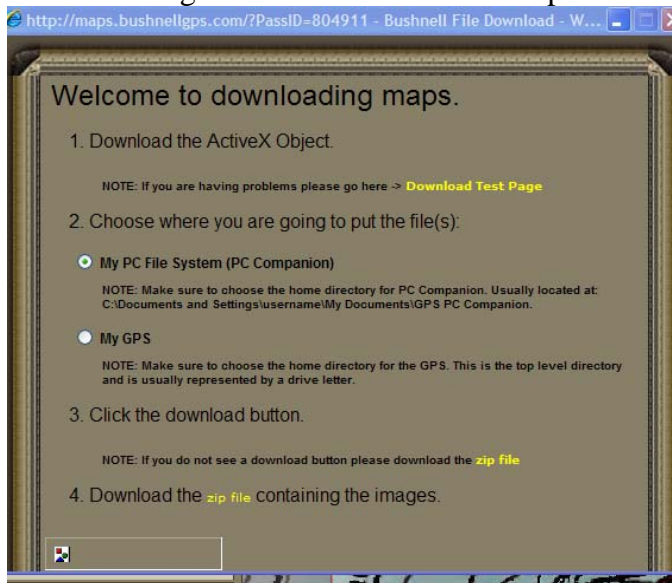 http://maps.bushnellgps.com/?PassID=804911 - Bushnell File Download - W...
Welcome to downloading maps.
1. Download the ActiveX Object.
NOTE: If you are having problems please go here -> Download Test Page
2. Choose where you are going to put the file(s):
My PC File System (PC Companion)
NOTE: Make sure to choose the home directory for PC Companion. Usually located at:
C:\Documents and Settings\username\My Documents\GPS PC Companion.
My GPS
NOTE: Make sure to choose the home directory for the GPS. This is the top level directory
and is usually represented by a drive letter.
3. Click the download button.
NOTE: If you do not see a download button please download the zip file
4. Download the zip file containing the images.